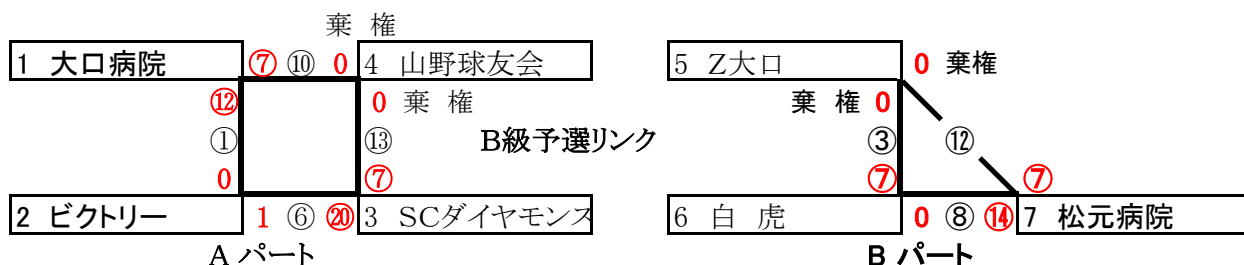 棄 権
1 大口病院 ⑦ ⑩ 0 4 山野球友会 5 Z大口 0 棄権
⑫ 0 棄 権 棄 権 0
① ⑬ B級予選リンク ③ ⑫
0 ⑦ ⑦ ⑦
2 ビクトリー 1 ⑥ ⑳ 3 SCダイヤモンス 6 白 虎 0 ⑧ ⑭ 7 松元病院
A パート B パート